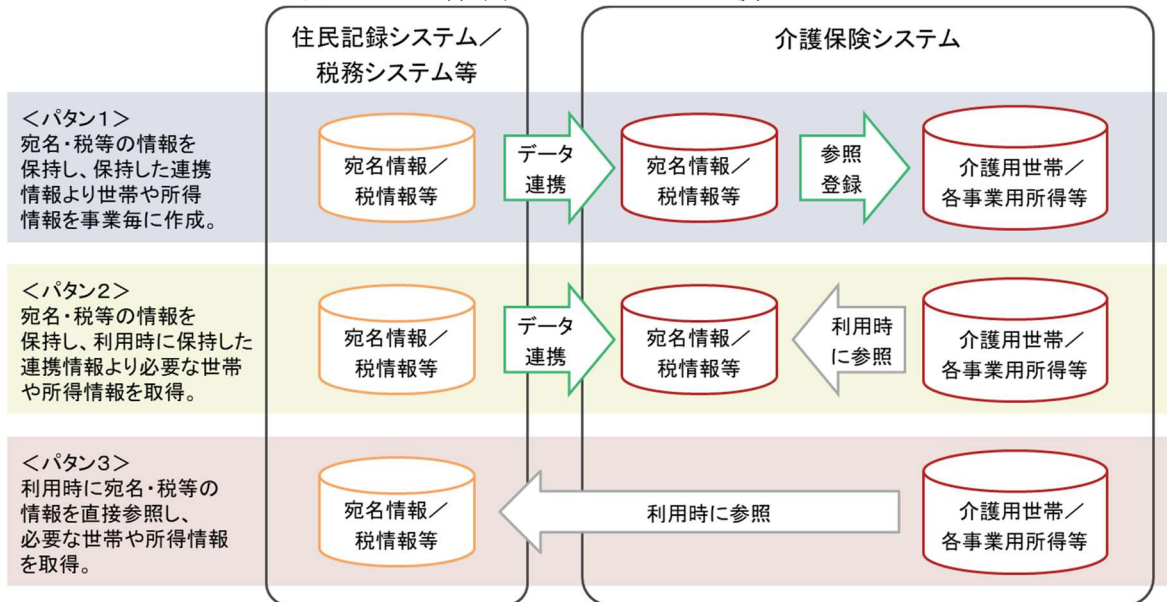 住民記録システム／
税務システム等
介護保険システム
＜パタン１＞
宛名・税等の情報を
保持し、保持した連携
情報より世帯や所得
情報を事業毎に作成。
宛名情報／
税情報等
データ
連携
宛名情報／
税情報等
参照
登録
介護用世帯／
各事業用所得等
＜パタン２＞
宛名・税等の情報を
保持し、利用時に保持した
連携情報より必要な世帯
や所得情報を取得。
宛名情報／
税情報等
データ
連携
宛名情報／
税情報等
利用時
に参照
介護用世帯／
各事業用所得等
＜パタン３＞
利用時に宛名・税等の
情報を直接参照し、
必要な世帯や所得情報
を取得。
宛名情報／
税情報等
利用時に参照
介護用世帯／
各事業用所得等